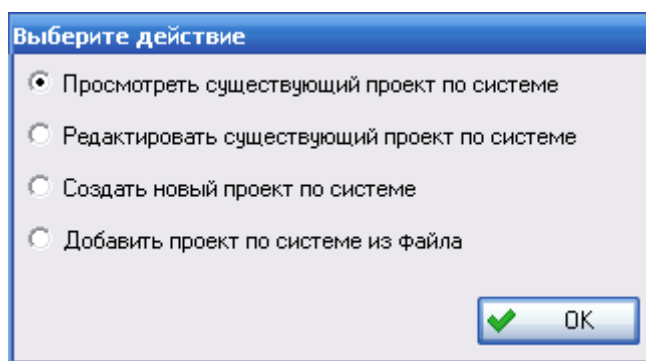 Выберите действие
Просмотреть существующий проект по системе
Редактировать существующий проект по системе
Создать новый проект по системе
Добавить проект по системе из файла
OK